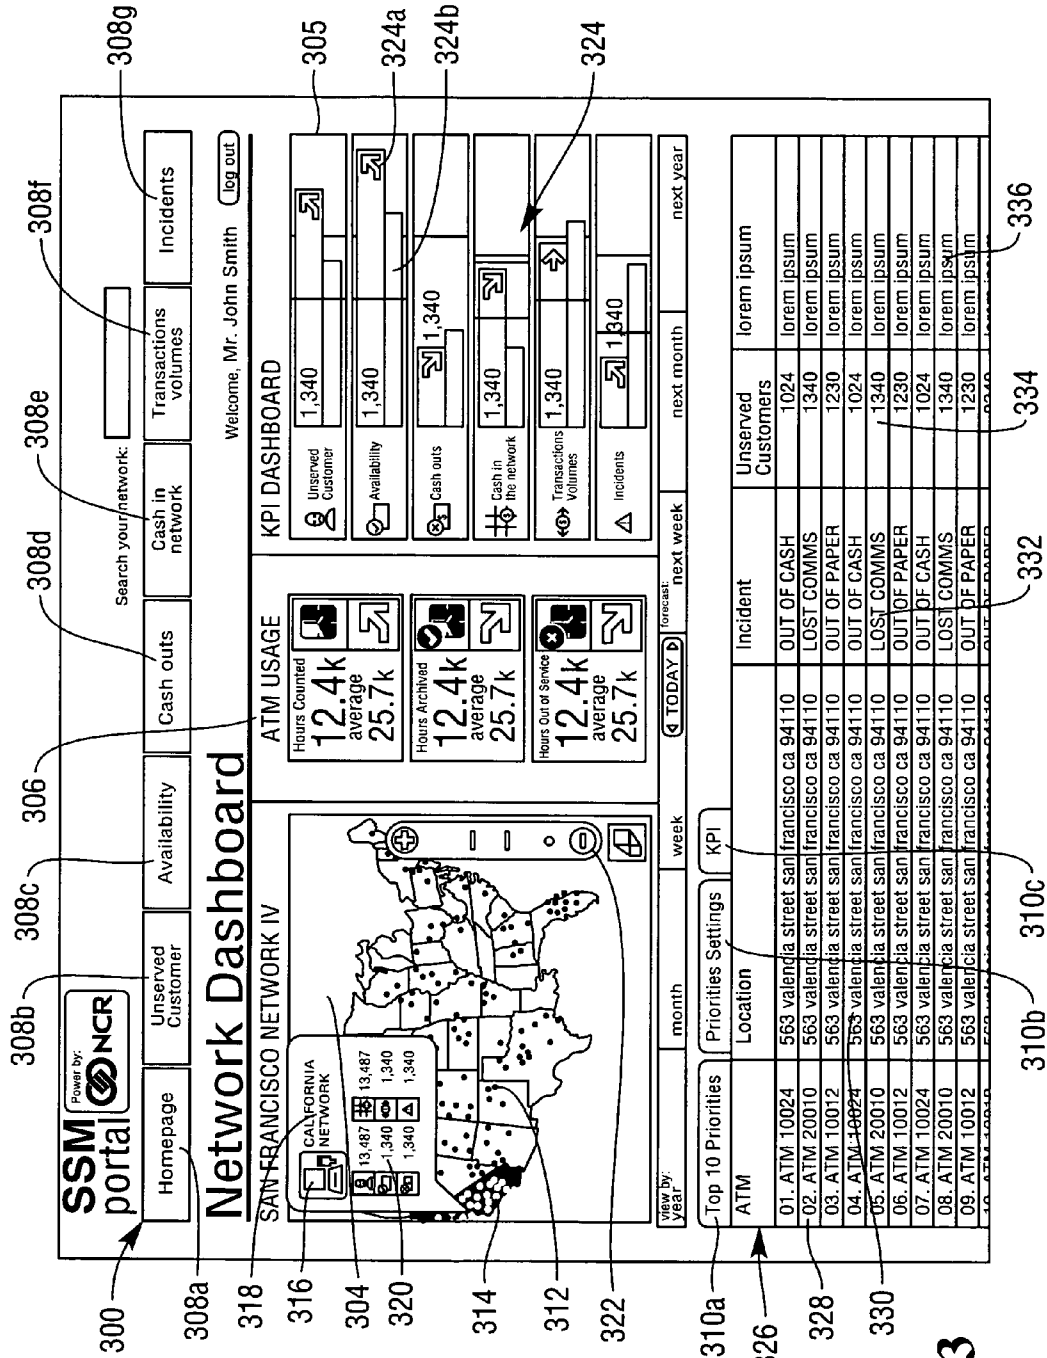 300
308a
308b
308c
306
308d
308e
308f
308g
SSM
portal
Power by:
NCR
Search your network:
Homepage
Unserved
Customer
Availability
Cash outs
Cash in
network
Transactions
volumes
Incidents
Network Dashboard
Welcome, Mr. John Smith
log out
SAN FRANCISCO NETWORK IV
ATM USAGE
KPI DASHBOARD
318
316
304
320
314
312
322
CALIFORNIA
NETWORK
13,487 13,487
1,340 1,340
1,340 1,340
Hours Counted
12.4k
average
25.7k
Hours Archived
12.4k
average
25.7k
Hours Out of Service
12.4k
average
25.7k
Unserved
Customer
1,340
Availability
1,340
Cash outs
1,340
Cash in
the network
1,340
Transactions
Volumes
1,340
Incidents
1,340
305
324a
324b
324
view by:
year
month
week
TODAY
forecast:
next week
next month
next year
310a
Top 10 Priorities
Priorities Settings
KPI
ATM Location Incident Unserved Customers lorem ipsum
01. ATM 10024 563 valencia street san francisco ca 94110 OUT OF CASH 1024 lorem ipsum
02. ATM 20010 563 valencia street san francisco ca 94110 LOST COMMS 1340 lorem ipsum
03. ATM 10012 563 valencia street san francisco ca 94110 OUT OF PAPER 1230 lorem ipsum
04. ATM 10024 563 valencia street san francisco ca 94110 OUT OF CASH 1024 lorem ipsum
05. ATM 20010 563 valencia street san francisco ca 94110 LOST COMMS 1340 lorem ipsum
06. ATM 10012 563 valencia street san francisco ca 94110 OUT OF PAPER 1230 lorem ipsum
07. ATM 10024 563 valencia street san francisco ca 94110 OUT OF CASH 1024 lorem ipsum
08. ATM 20010 563 valencia street san francisco ca 94110 LOST COMMS 1340 lorem ipsum
09. ATM 10012 563 valencia street san francisco ca 94110 OUT OF PAPER 1230 lorem ipsum
328
330
310b
310c
332
334
336
3